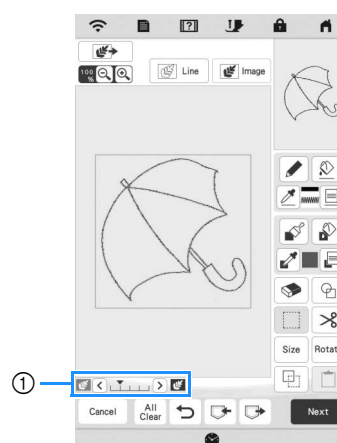 100 %
Line
Image
Size
Rotat
①
Cancel
All Clear
Next